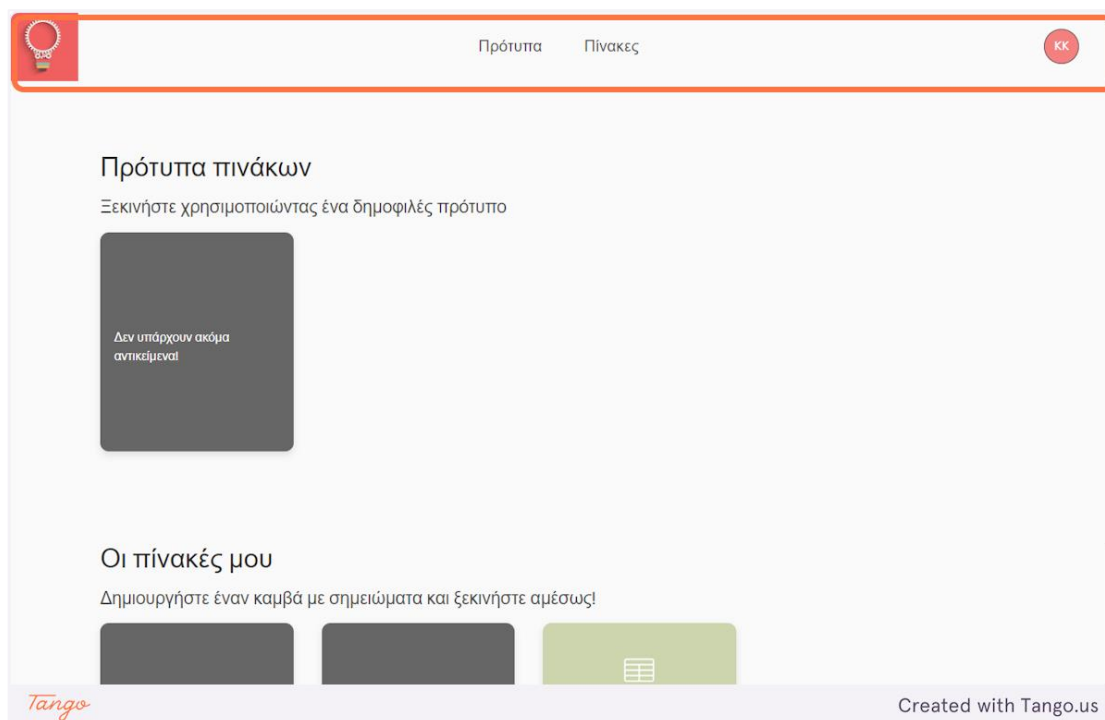 Πρότυπα Πίνακες KK
Πρότυπα πινάκων
Ξεκινήστε χρησιμοποιώντας ένα δημοφιλές πρότυπο
Δεν υπάρχουν ακόμα
αντικείμενα!
Οι πίνακές μου
Δημιουργήστε έναν καμβά με σημειώματα και ξεκινήστε αμέσως!
Tango Created with Tango.us